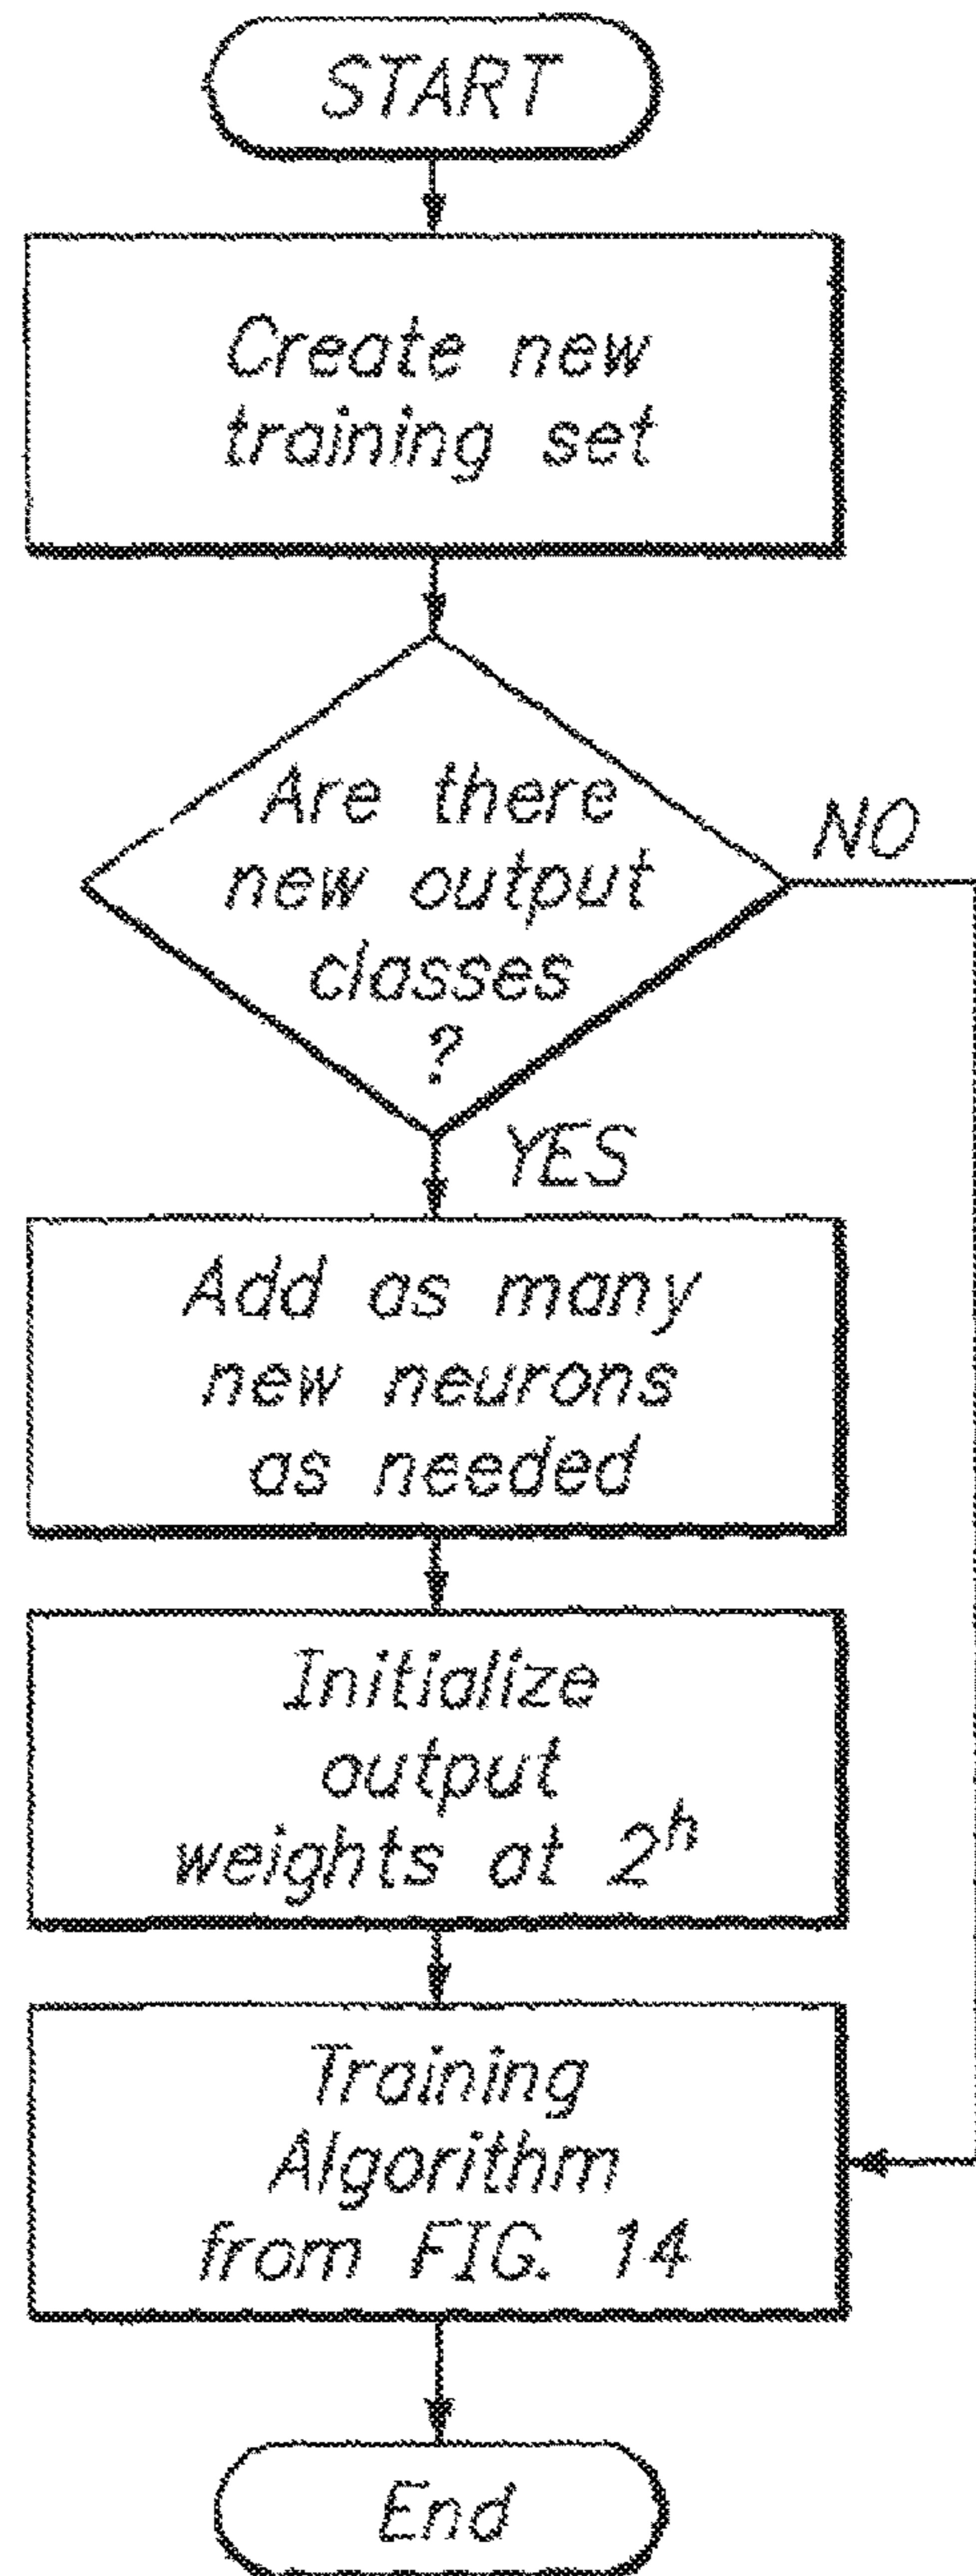 START
Create new
training set
Are there
new output
classes
?
NO
YES
Add as many
new neurons
as needed
Initialize
output
weights at 2ʰ
Training
Algorithm
from FIG. 14
End